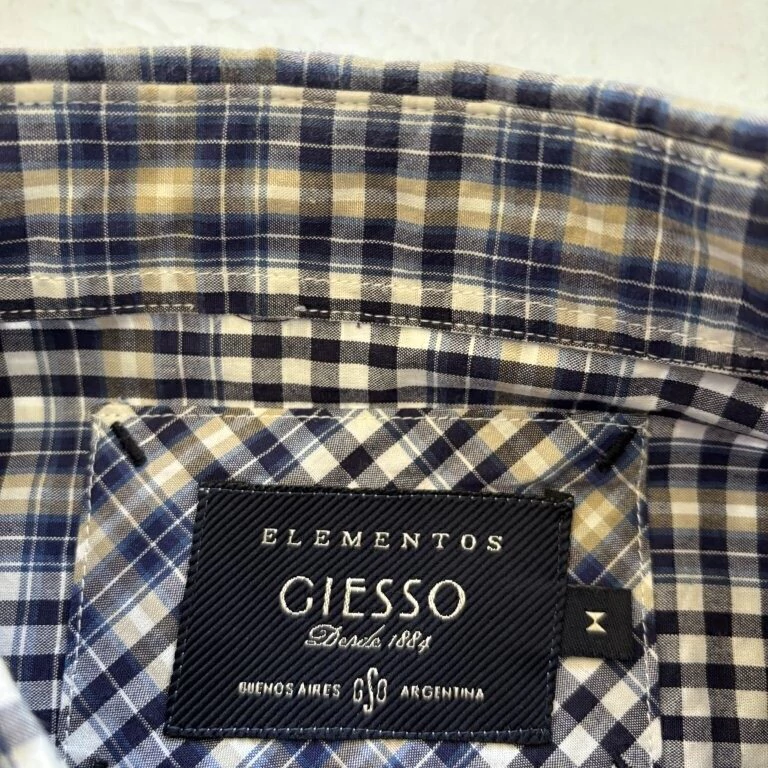 ELEMENTOS
GIESSO
Desde 1884
BUENOS AIRES GSO ARGENTINA
M